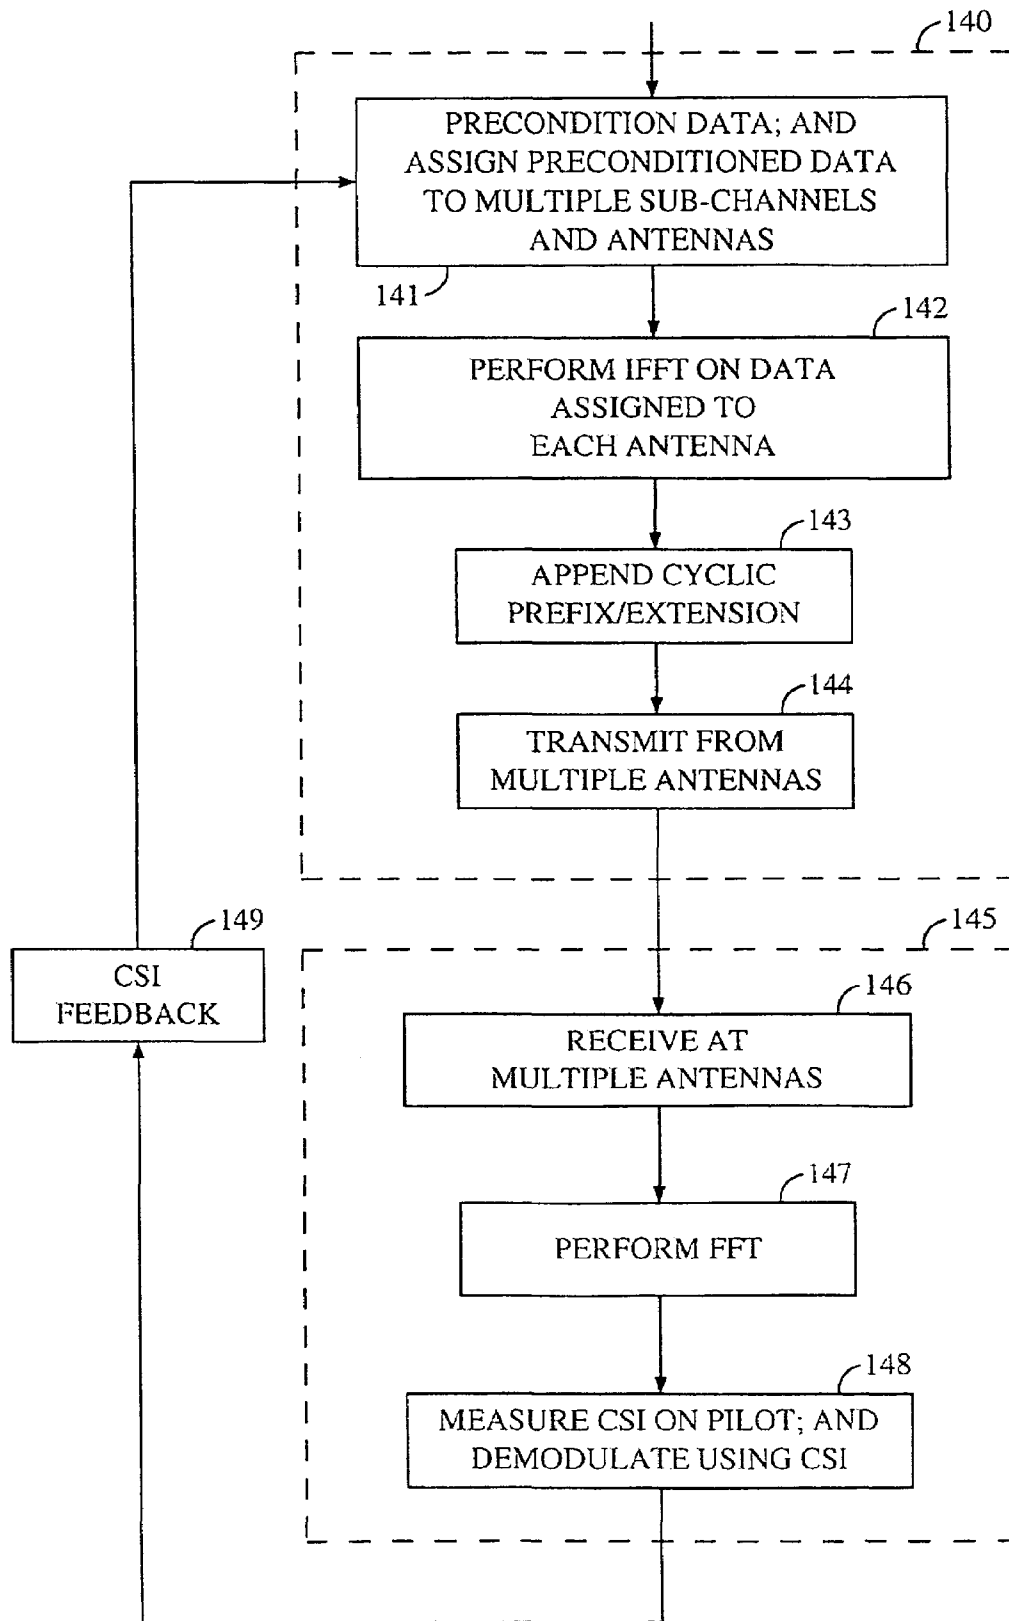 140
PRECONDITION DATA; AND
ASSIGN PRECONDITIONED DATA
TO MULTIPLE SUB-CHANNELS
AND ANTENNAS
141
142
PERFORM IFFT ON DATA
ASSIGNED TO
EACH ANTENNA
143
APPEND CYCLIC
PREFIX/EXTENSION
144
TRANSMIT FROM
MULTIPLE ANTENNAS
149
CSI
FEEDBACK
145
146
RECEIVE AT
MULTIPLE ANTENNAS
147
PERFORM FFT
148
MEASURE CSI ON PILOT; AND
DEMODULATE USING CSI